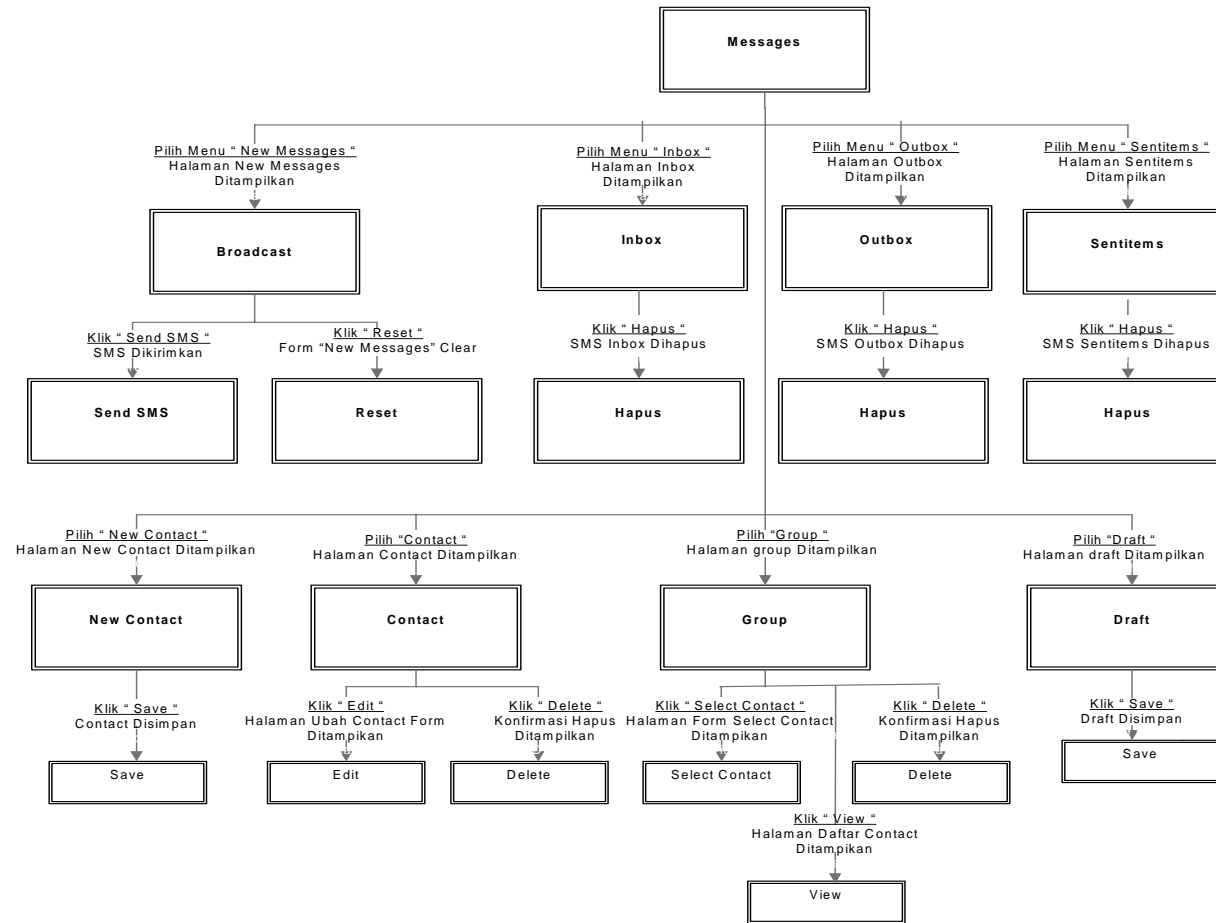 Messages
Pilih Menu “ New Messages “
Halaman New Messages
Ditampilkan
Pilih Menu “ Inbox “
Halaman Inbox
Ditampilkan
Pilih Menu “ Outbox “
Halaman Outbox
Ditampilkan
Pilih Menu “ Sentitems “
Halaman Sentitems
Ditampilkan
Broadcast
Inbox
Outbox
Sentitems
Klik “ Send SMS “
SMS Dikirimkan
Klik “ Reset “
Form “New Messages” Clear
Klik “ Hapus “
SMS Inbox Dihapus
Klik “ Hapus “
SMS Outbox Dihapus
Klik “ Hapus “
SMS Sentitems Dihapus
Send SMS
Reset
Hapus
Hapus
Hapus
Pilih “ New Contact “
Halaman New Contact Ditampilkan
Pilih “Contact “
Halaman Contact Ditampilkan
Pilih “Group “
Halaman group Ditampilkan
Pilih “Draft “
Halaman draft Ditampilkan
New Contact
Contact
Group
Draft
Klik “ Save “
Contact Disimpan
Klik “ Edit “
Halaman Ubah Contact Form
Ditampikan
Klik “ Delete “
Konfirmasi Hapus
Ditampilkan
Klik “ Select Contact “
Halaman Form Select Contact
Ditampikan
Klik “ Delete “
Konfirmasi Hapus
Ditampilkan
Klik “ Save “
Draft Disimpan
Save
Edit
Delete
Select Contact
Delete
Save
Klik “ View “
Halaman Daftar Contact
Ditampikan
View